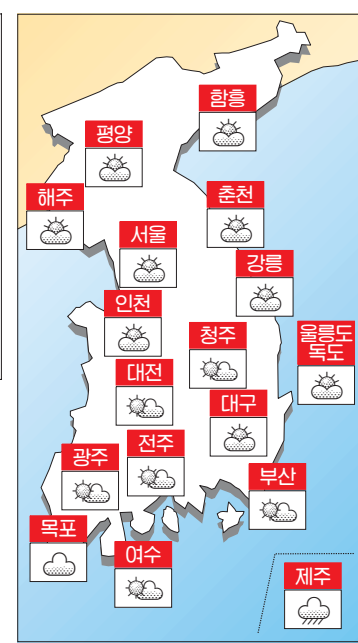 함흥
평양
해주
춘천
서울
강릉
인천
울릉도
독도
청주
대전
대구
전주
광주
부산
목포
여수
제주